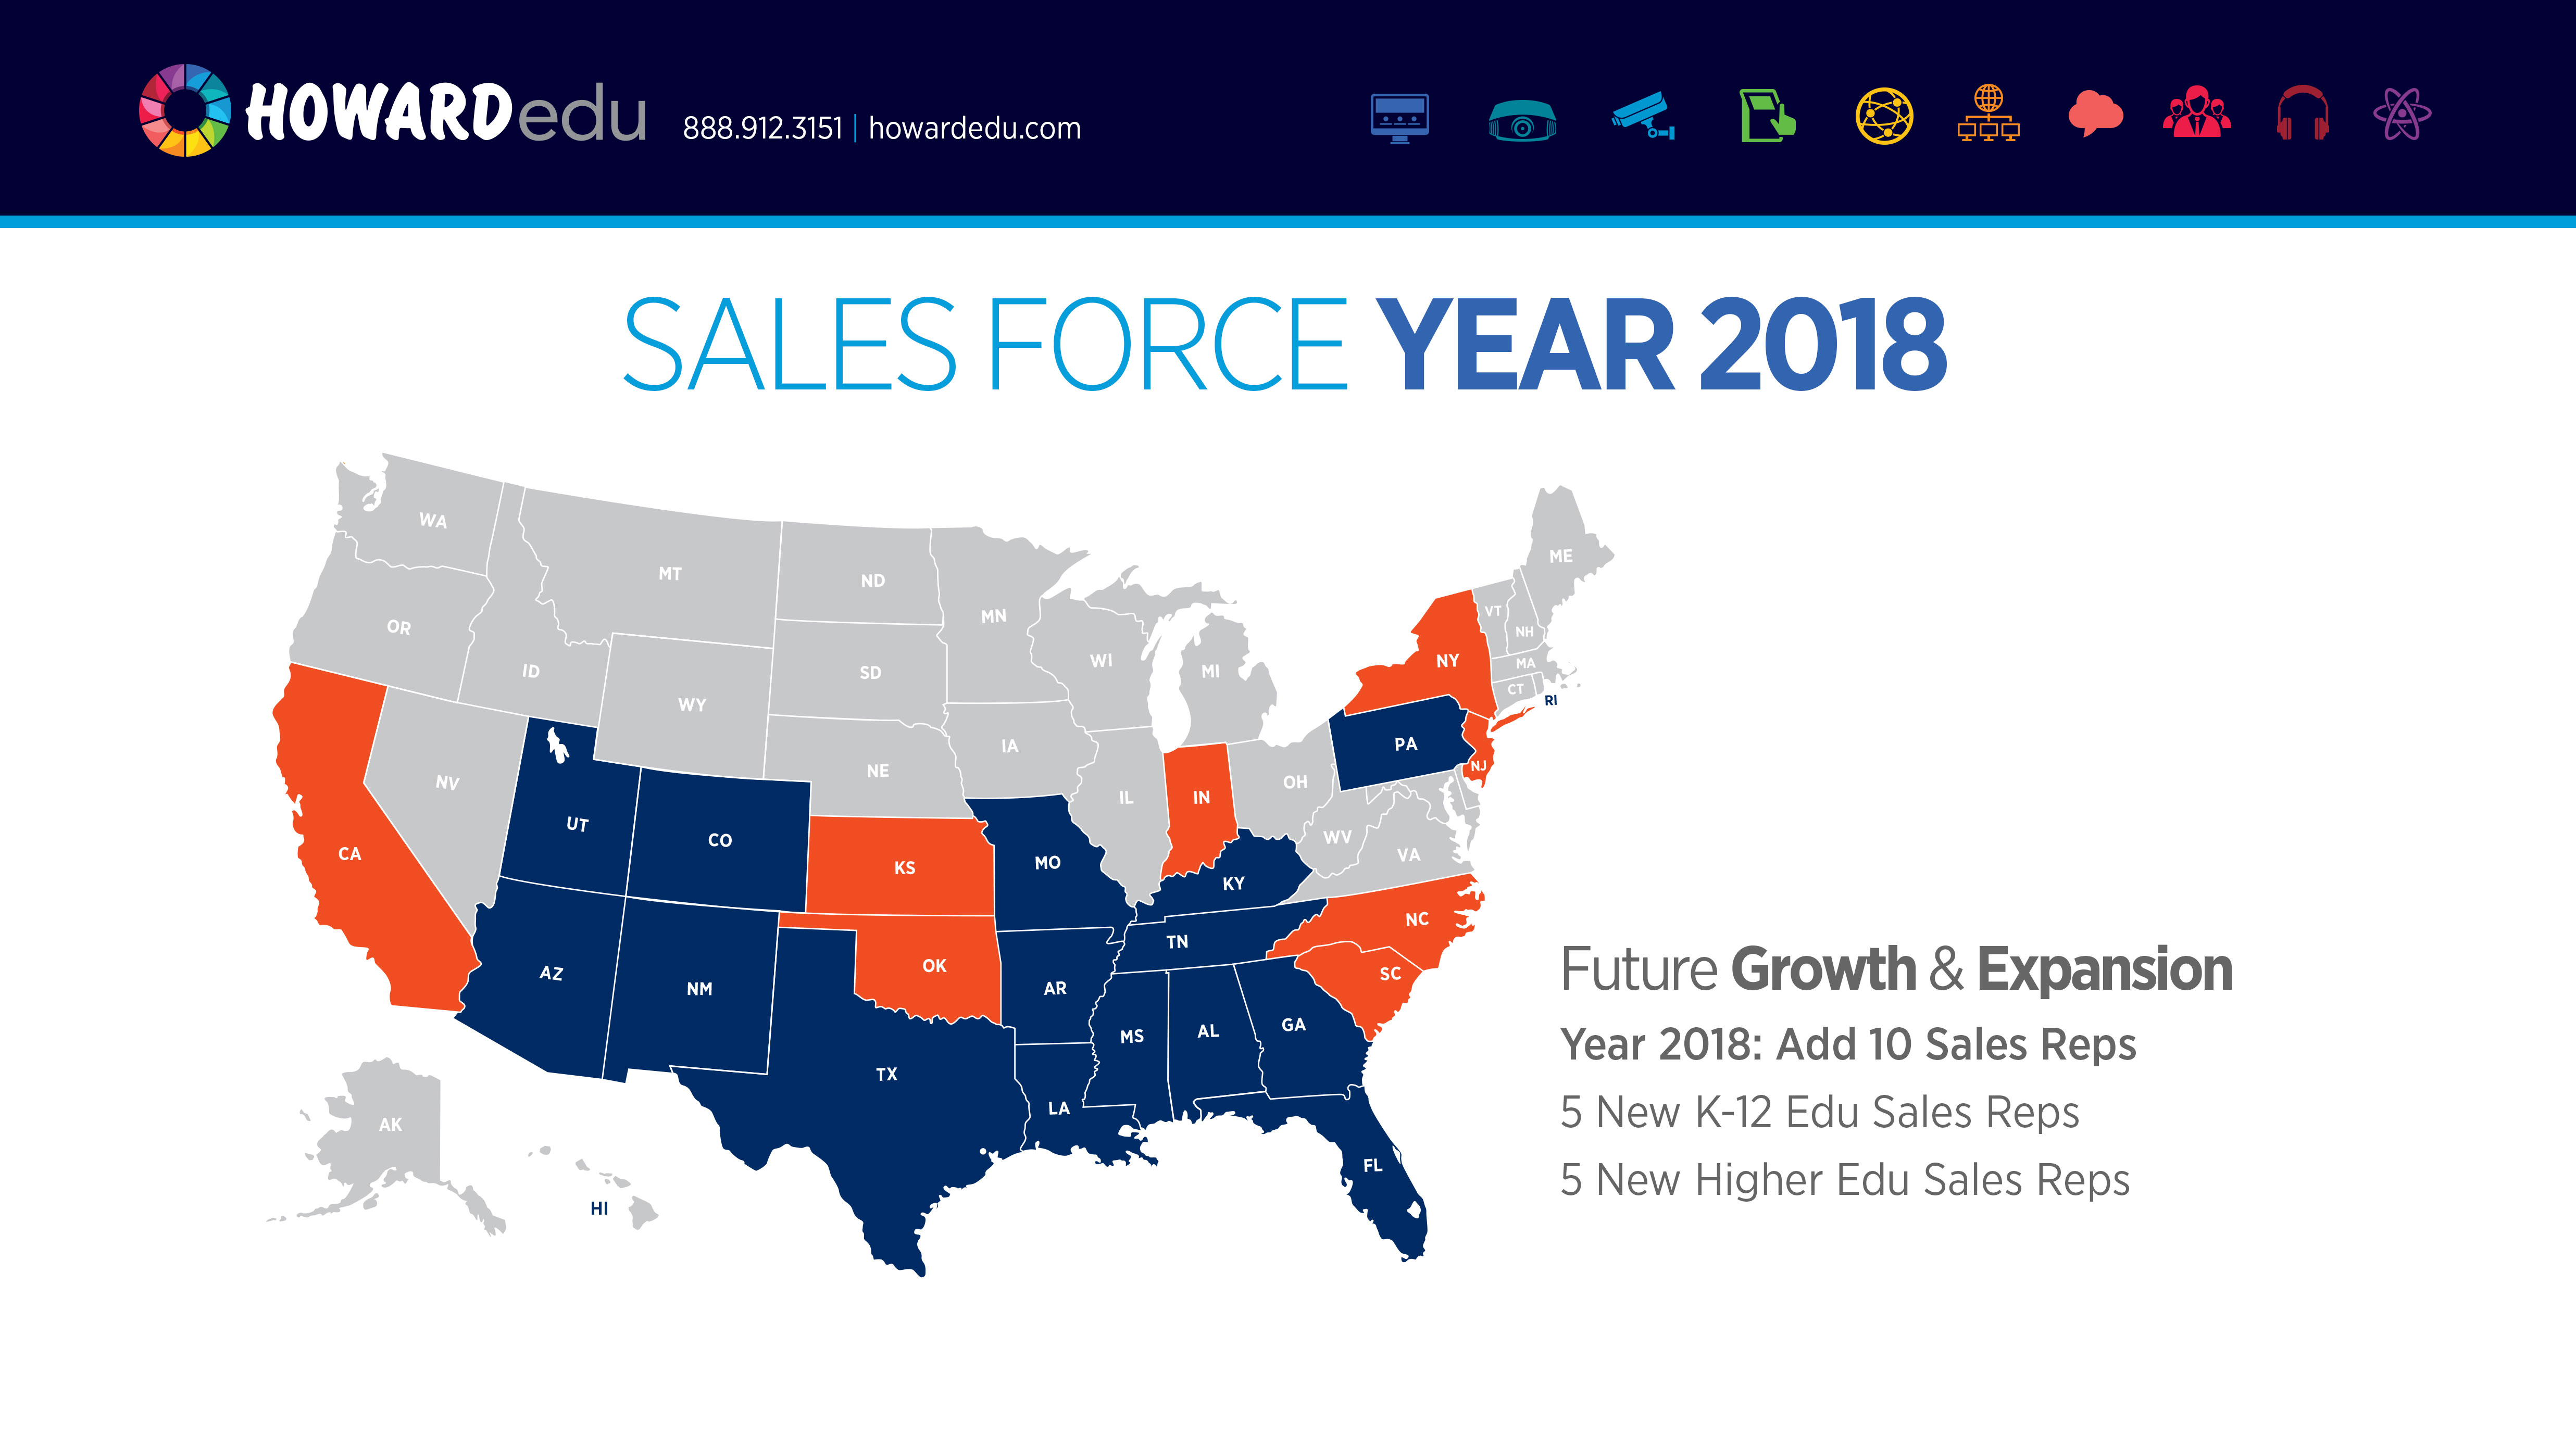 HOWARDedu 888.912.3151 | howardedu.com
SALES FORCE YEAR 2018
WA
MT
ND
MN
OR
ID
WY
SD
WI
MI
NY
VT
NH
ME
MA
CT
RI
NV
UT
CO
NE
IA
IL
IN
OH
PA
NJ
CA
KS
MO
KY
WV
VA
AZ
NM
OK
AR
TN
NC
SC
TX
LA
MS
AL
GA
FL
AK
HI
Future Growth & Expansion
Year 2018: Add 10 Sales Reps
5 New K-12 Edu Sales Reps
5 New Higher Edu Sales Reps